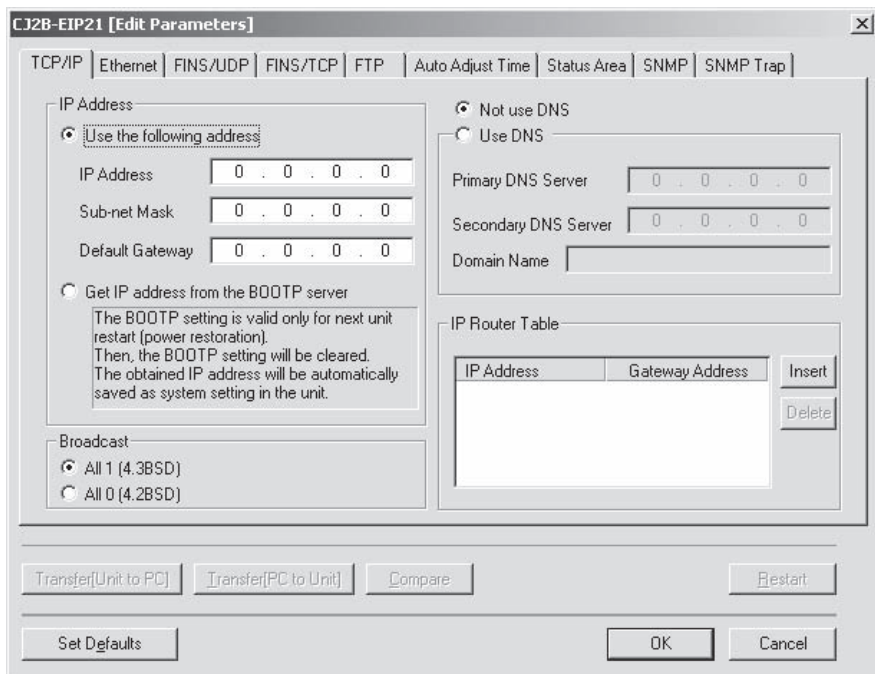 CJ2B-EIP21 [Edit Parameters]
TCP/IP Ethernet FINS/UDP FINS/TCP FTP Auto Adjust Time Status Area SNMP SNMP Trap
IP Address
Use the following address
IP Address 0 . 0 . 0 . 0
Sub-net Mask 0 . 0 . 0 . 0
Default Gateway 0 . 0 . 0 . 0
Get IP address from the BOOTP server
The BOOTP setting is valid only for next unit
restart (power restoration).
Then, the BOOTP setting will be cleared.
The obtained IP address will be automatically
saved as system setting in the unit.
Broadcast
All 1 (4.3BSD)
All 0 (4.2BSD)
Not use DNS
Use DNS
Primary DNS Server 0 . 0 . 0 . 0
Secondary DNS Server 0 . 0 . 0 . 0
Domain Name
IP Router Table
IP Address Gateway Address
Insert
Delete
Transfer[Unit to PC] Transfer[PC to Unit] Compare Restart
Set Defaults OK Cancel